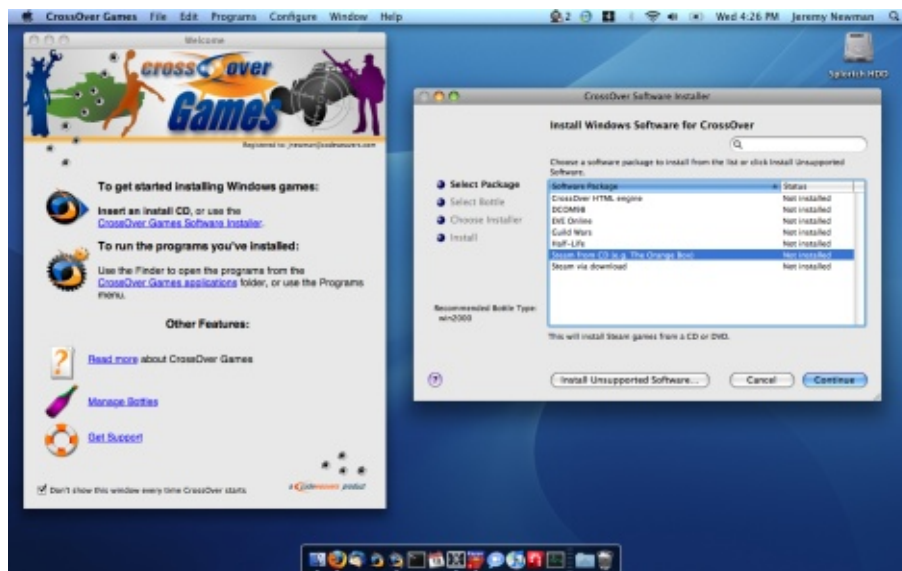 CrossOver Games File Edit Programs Configure Window Help 2 Wed 4:26 PM Jeremy Newman
Welcome
crossover
Games
Registered to:
To get started installing Windows games:
Insert an install CD, or use the
CrossOver Games Software Installer.
To run the programs you've installed:
Use the Finder to open the programs from the
CrossOver Games applications folder, or use the Programs
menu.
Other Features:
Read more about CrossOver Games
Manage Bottles
Get Support
Don't show this window every time CrossOver starts
a Codeweavers product
HDD
CrossOver Software Installer
Install Windows Software for CrossOver
Choose a software package to install from the list or click Install Unsupported
Software.
Select Package
Select Bottle
Choose Installer
Install
Software Package Status
CrossOver HTML engine Not installed
DCOM98 Not installed
EVE Online Not installed
Guild Wars Not installed
Half-Life Not installed
Steam from CD (e.g. The Orange Box) Not installed
Steam via download Not installed
Recommended Bottle Type:
win2000
This will install Steam games from a CD or DVD.
?
Install Unsupported Software... Cancel Continue